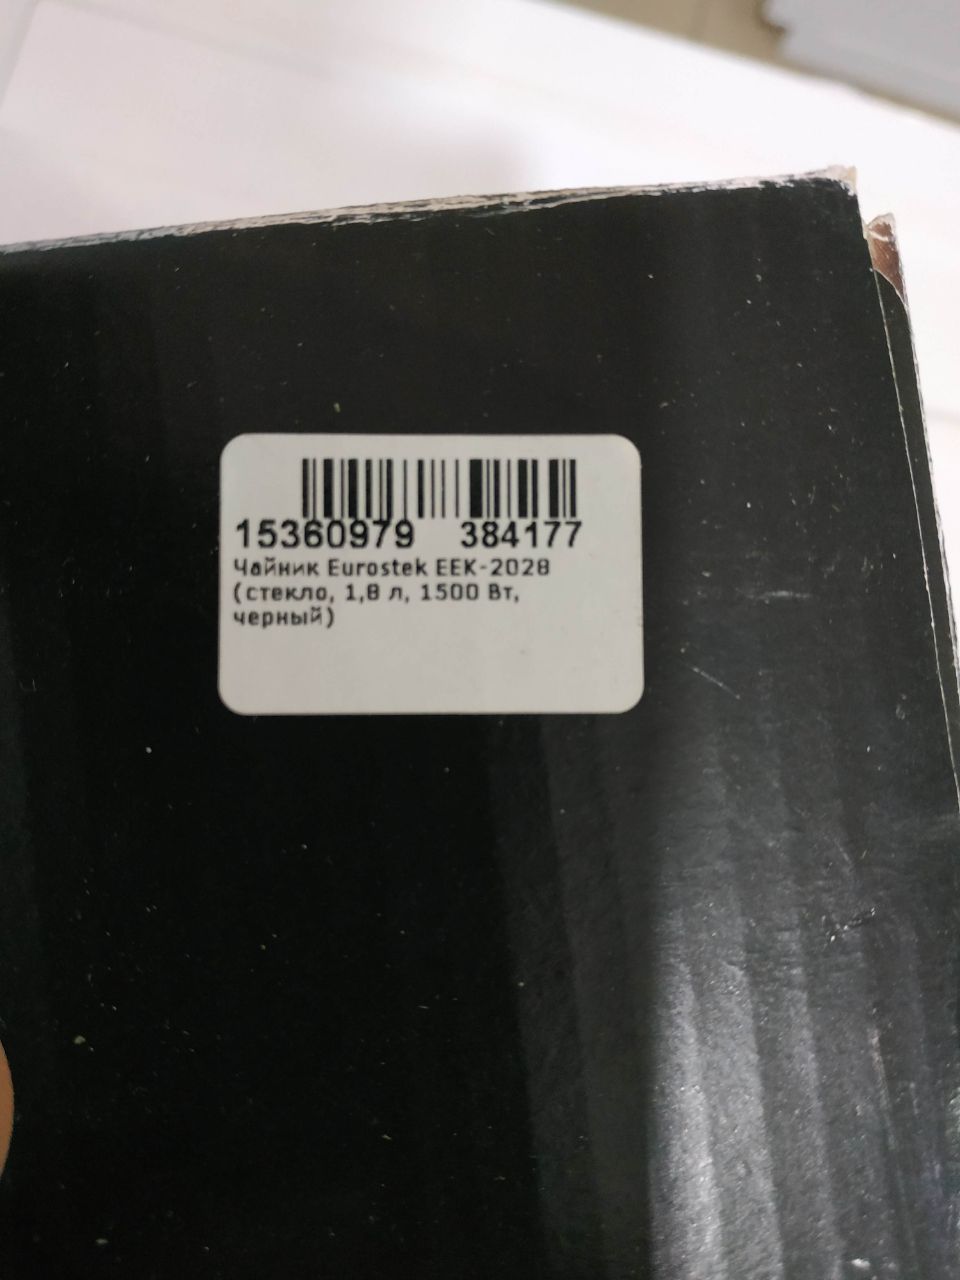 15360979 384177
Чайник Eurostek EEK-2028
(стекло, 1,8 л, 1500 Вт,
черный)